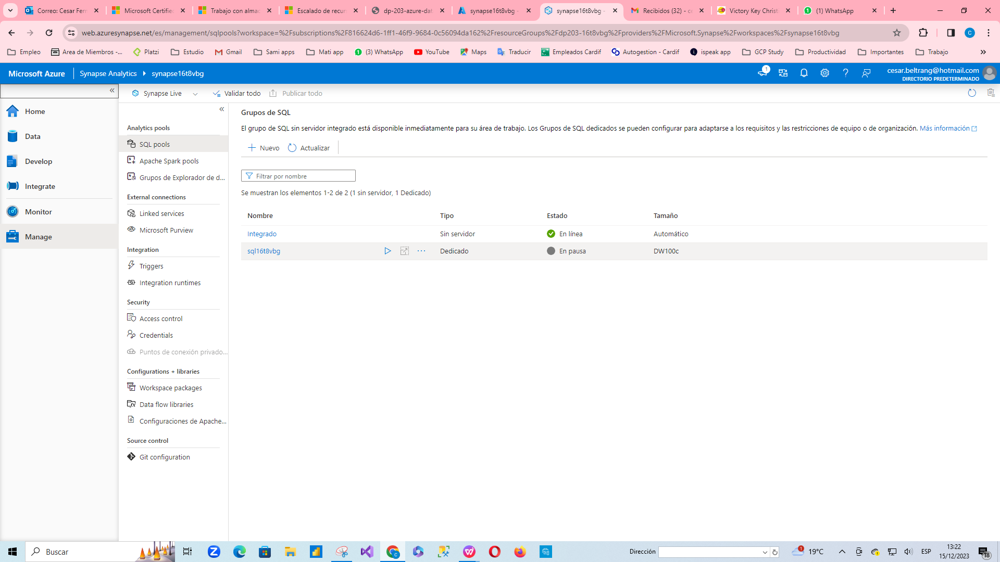 Correo: Cesar Fern
Microsoft Certified
Trabajo con almac
Escalado de recurs
dp-203-azure-dat
synapse16t8vbg -
synapse16t8vbg -
Recibidos (32) - ce
Victory Key Christ
(1) WhatsApp
web.azuresynapse.net/es/management/sqlpools?workspace=%2Fsubscriptions%2F816624d6-1ff1-46f9-9684-0c56094da162%2FresourceGroups%2Fdp203-16t8vbg%2Fproviders%2FMicrosoft.Synapse%2Fworkspaces%2Fsynapse16t8vbg
C
Empleo
Area de Miembros -...
Platzi
Estudio
Gmail
Sami apps
Mati app
(3) WhatsApp
YouTube
Maps
Traducir
Empleados Cardif
Autogestion - Cardif
ispeak app
GCP Study
Productividad
Importantes
Trabajo
Microsoft Azure
Synapse Analytics
synapse16t8vbg
1
cesar.beltrang@hotmail.com
DIRECTORIO PREDETERMINADO
Synapse Live
Validar todo
Publicar todo
Home
Data
Develop
Integrate
Monitor
Manage
Analytics pools
SQL pools
Apache Spark pools
Grupos de Explorador de d...
External connections
Linked services
Microsoft Purview
Integration
Triggers
Integration runtimes
Security
Access control
Credentials
Puntos de conexión privado...
Configurations + libraries
Workspace packages
Data flow libraries
Configuraciones de Apache...
Source control
Git configuration
Grupos de SQL
El grupo de SQL sin servidor integrado está disponible inmediatamente para su área de trabajo. Los Grupos de SQL dedicados se pueden configurar para adaptarse a los requisitos y las restricciones de equipo o de organización. Más información
Nuevo
Actualizar
Filtrar por nombre
Se muestran los elementos 1-2 de 2 (1 sin servidor, 1 Dedicado)
Nombre Tipo Estado Tamaño
Integrado Sin servidor En línea Automático
sql16t8vbg Dedicado En pausa DW100c
Buscar
Dirección
1
19°C
ESP
13:22
15/12/2023
18